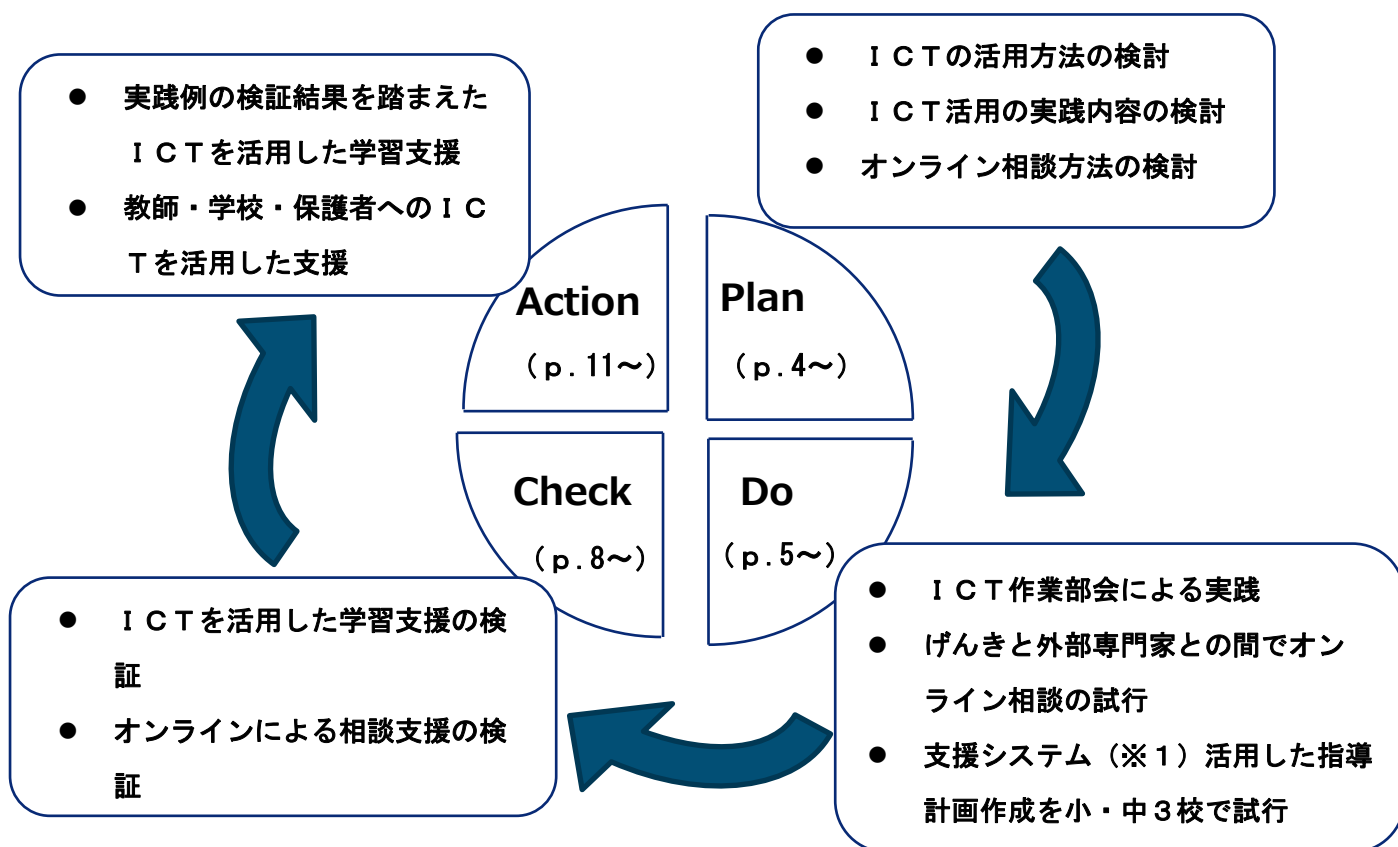 ● 実践例の検証結果を踏まえた
ＩＣＴを活用した学習支援
● 教師・学校・保護者へのＩＣ
Ｔを活用した支援
● ＩＣＴの活用方法の検討
● ＩＣＴ活用の実践内容の検討
● オンライン相談方法の検討
Action
（ｐ.11～）
Plan
（ｐ.4～）
Check
（ｐ.8～）
Do
（ｐ.5～）
● ＩＣＴを活用した学習支援の検
証
● オンラインによる相談支援の検
証
● ＩＣＴ作業部会による実践
● げんきと外部専門家との間でオン
ライン相談の試行
● 支援システム（※１）活用した指導
計画作成を小・中３校で試行